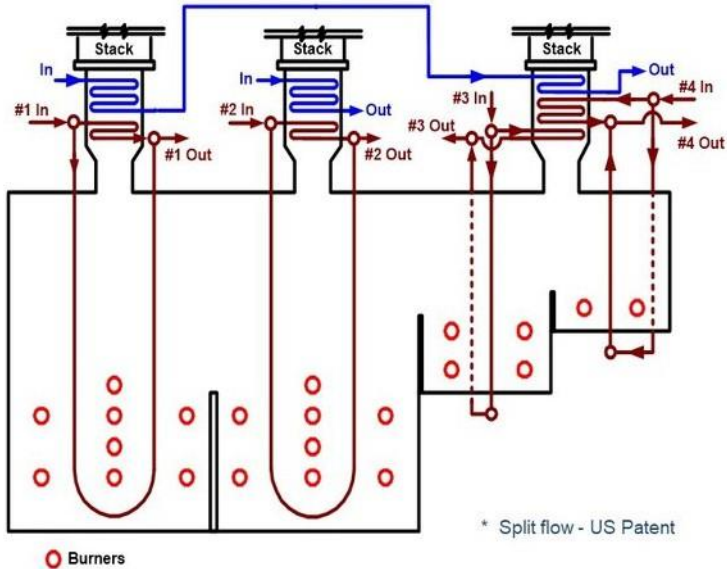 Stack
Stack
Stack
In
In
Out
Out
#1 In
#2 In
#3 In
#4 In
#1 Out
#2 Out
#3 Out
#4 Out
* Split flow - US Patent
Burners